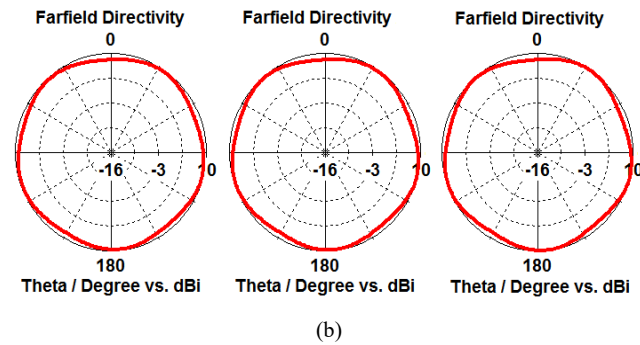 Farfield Directivity Farfield Directivity Farfield Directivity
0 0 0
-16 -3 10 -16 -3 10 -16 -3 10
180 180 180
Theta / Degree vs. dBi Theta / Degree vs. dBi Theta / Degree vs. dBi
(b)